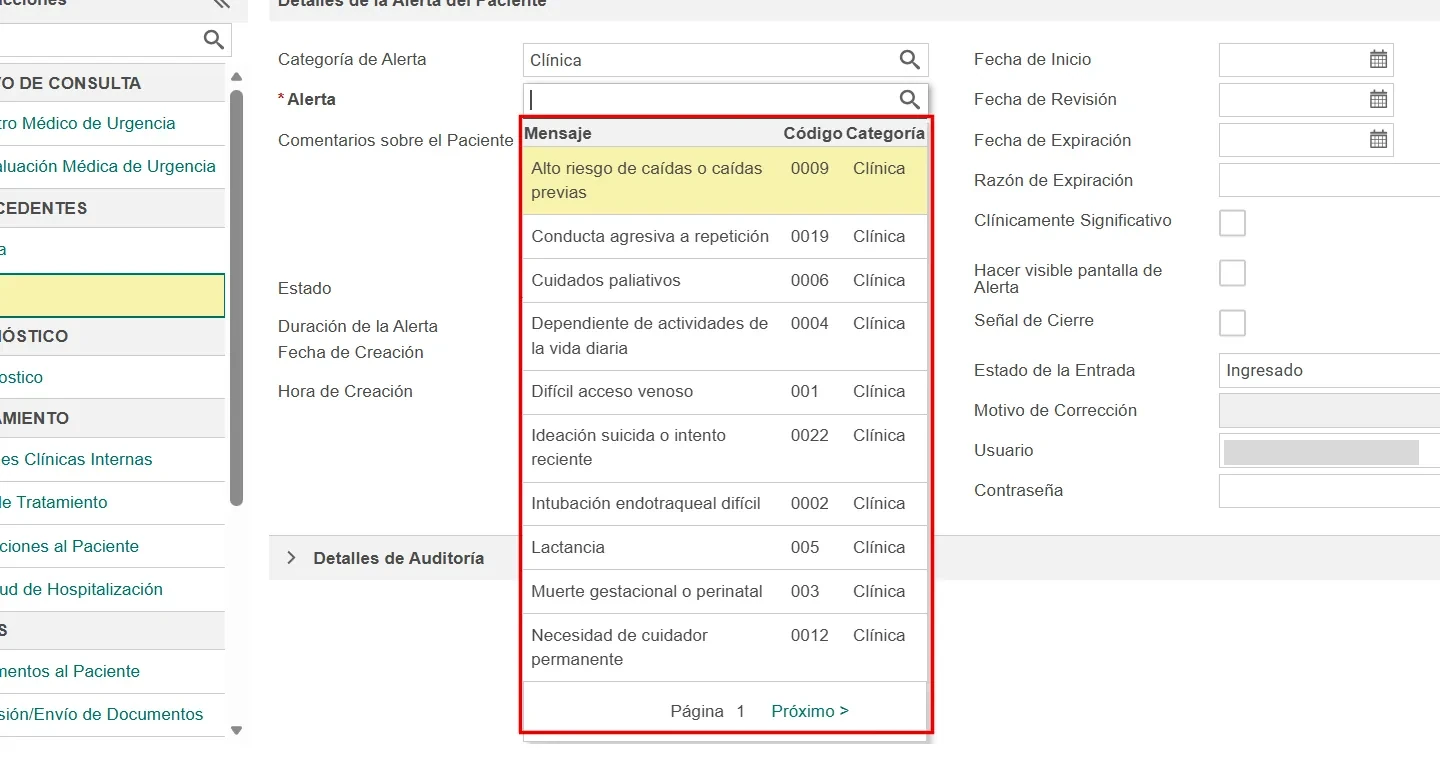 Detalles de la Alerta del Paciente
VO DE CONSULTA
tro Médico de Urgencia
aluación Médica de Urgencia
CEDENTES
a
ÓSTICO
ostico
AMIENTO
es Clínicas Internas
de Tratamiento
ciones al Paciente
ud de Hospitalización
S
mentos al Paciente
sión/Envío de Documentos
Categoría de Alerta
Clínica
* Alerta
Comentarios sobre el Paciente
Estado
Duración de la Alerta
Fecha de Creación
Hora de Creación
Mensaje Código Categoría
Alto riesgo de caídas o caídas previas 0009 Clínica
Conducta agresiva a repetición 0019 Clínica
Cuidados paliativos 0006 Clínica
Dependiente de actividades de la vida diaria 0004 Clínica
Difícil acceso venoso 001 Clínica
Ideación suicida o intento reciente 0022 Clínica
Intubación endotraqueal difícil 0002 Clínica
Lactancia 005 Clínica
Muerte gestacional o perinatal 003 Clínica
Necesidad de cuidador permanente 0012 Clínica
Página 1 Próximo >
Fecha de Inicio
Fecha de Revisión
Fecha de Expiración
Razón de Expiración
Clínicamente Significativo
Hacer visible pantalla de
Alerta
Señal de Cierre
Estado de la Entrada
Ingresado
Motivo de Corrección
Usuario
Contraseña
Detalles de Auditoría